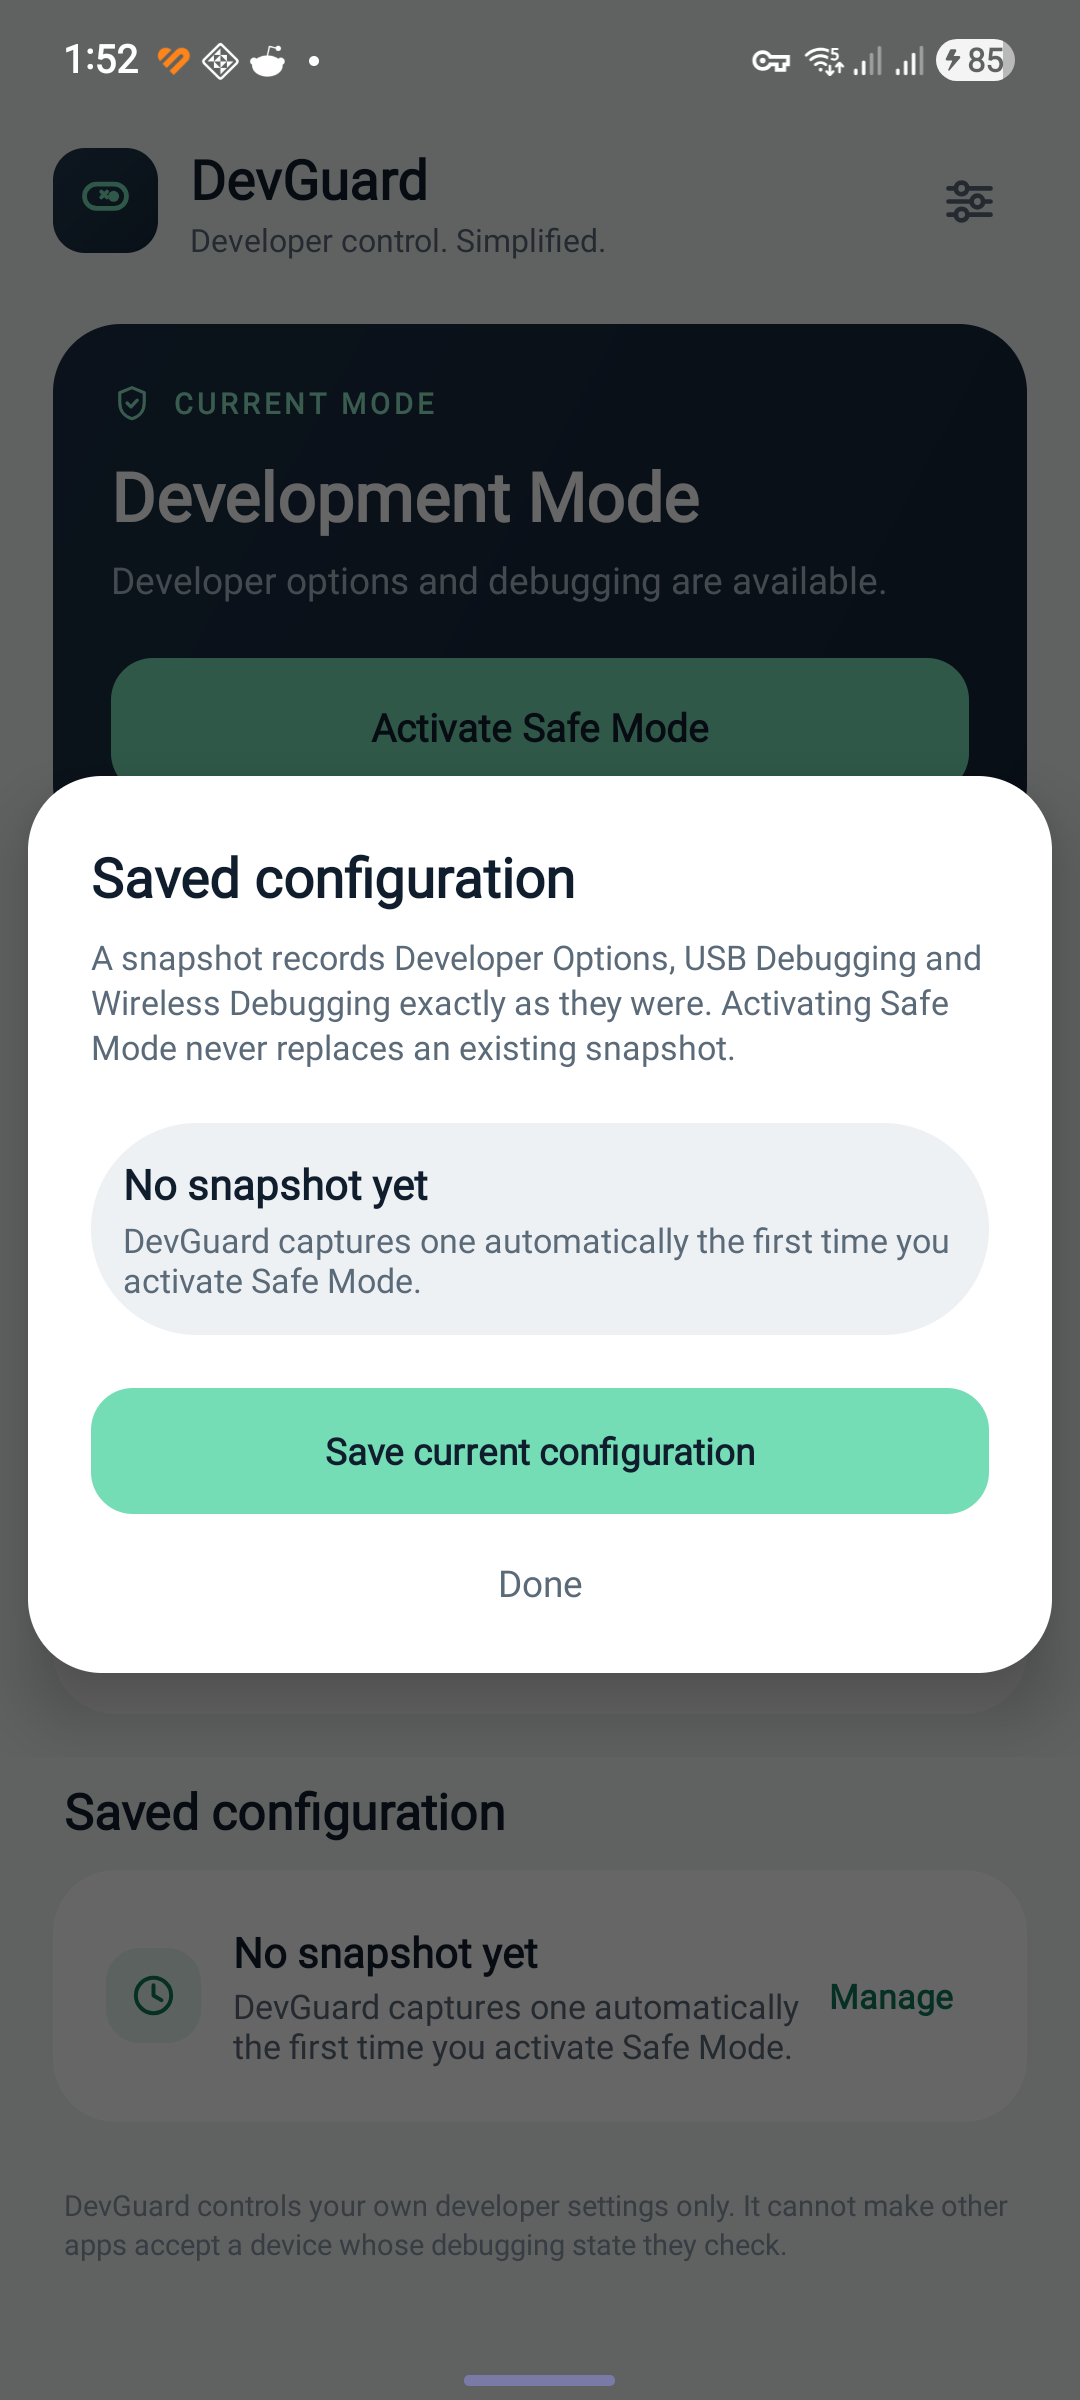 1:52
5
85
DevGuard
Developer control. Simplified.
CURRENT MODE
Development Mode
Developer options and debugging are available.
Activate Safe Mode
Saved configuration
A snapshot records Developer Options, USB Debugging and
Wireless Debugging exactly as they were. Activating Safe
Mode never replaces an existing snapshot.
No snapshot yet
DevGuard captures one automatically the first time you
activate Safe Mode.
Save current configuration
Done
Saved configuration
No snapshot yet
DevGuard captures one automatically
the first time you activate Safe Mode.
Manage
DevGuard controls your own developer settings only. It cannot make other
apps accept a device whose debugging state they check.